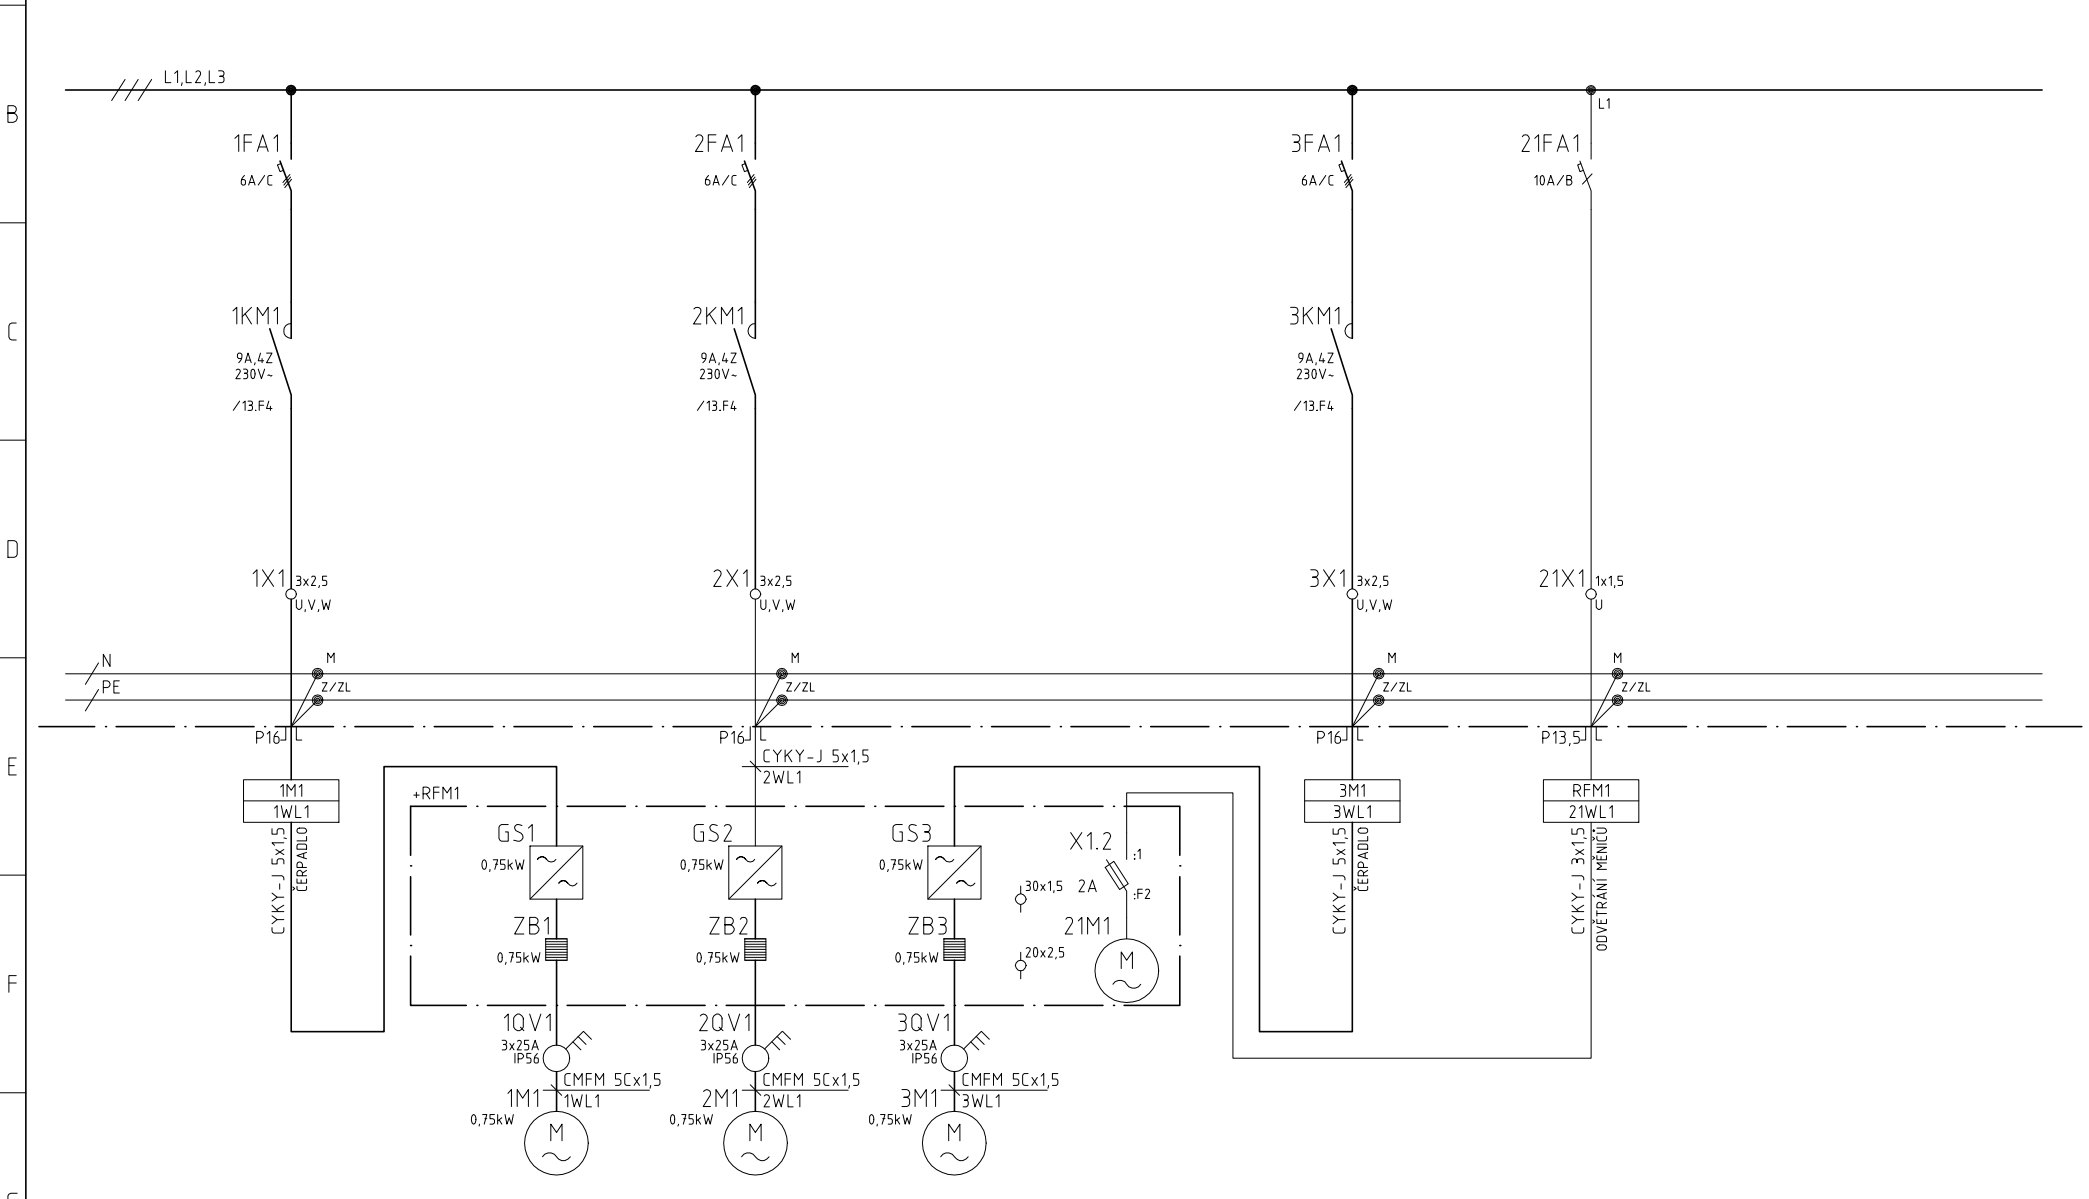 L1,L2,L3
L1
B
1FA1
2FA1
3FA1
21FA1
6A/C
6A/C
6A/C
10A/B
1KM1
2KM1
3KM1
C
9A,4Z
230V~
9A,4Z
230V~
9A,4Z
230V~
/13.F4
/13.F4
/13.F4
D
1X1 3x2,5
U,V,W
2X1 3x2,5
U,V,W
3X1 3x2,5
U,V,W
21X1 1x1,5
U
N
M
M
M
M
PE
Z/ZL
Z/ZL
Z/ZL
Z/ZL
P16
P16
P16
P13,5
E
CYKY-J 5x1,5
2WL1
1M1
1WL1
CYKY-J 5x1,5
ČERPADLO
+RFM1
3M1
3WL1
CYKY-J 5x1,5
ČERPADLO
RFM1
21WL1
CYKY-J 3x1,5
ODVĚTRÁNÍ MĚNIČŮ
GS1
0,75kW
GS2
0,75kW
GS3
0,75kW
X1.2
:1
2A
:F2
30x1,5
20x2,5
21M1
M
ZB1
0,75kW
ZB2
0,75kW
ZB3
0,75kW
F
1QV1
3x25A
IP56
2QV1
3x25A
IP56
3QV1
3x25A
IP56
CMFM 5Cx1,5
1WL1
CMFM 5Cx1,5
2WL1
CMFM 5Cx1,5
3WL1
1M1
0,75kW
M
2M1
0,75kW
M
3M1
0,75kW
M